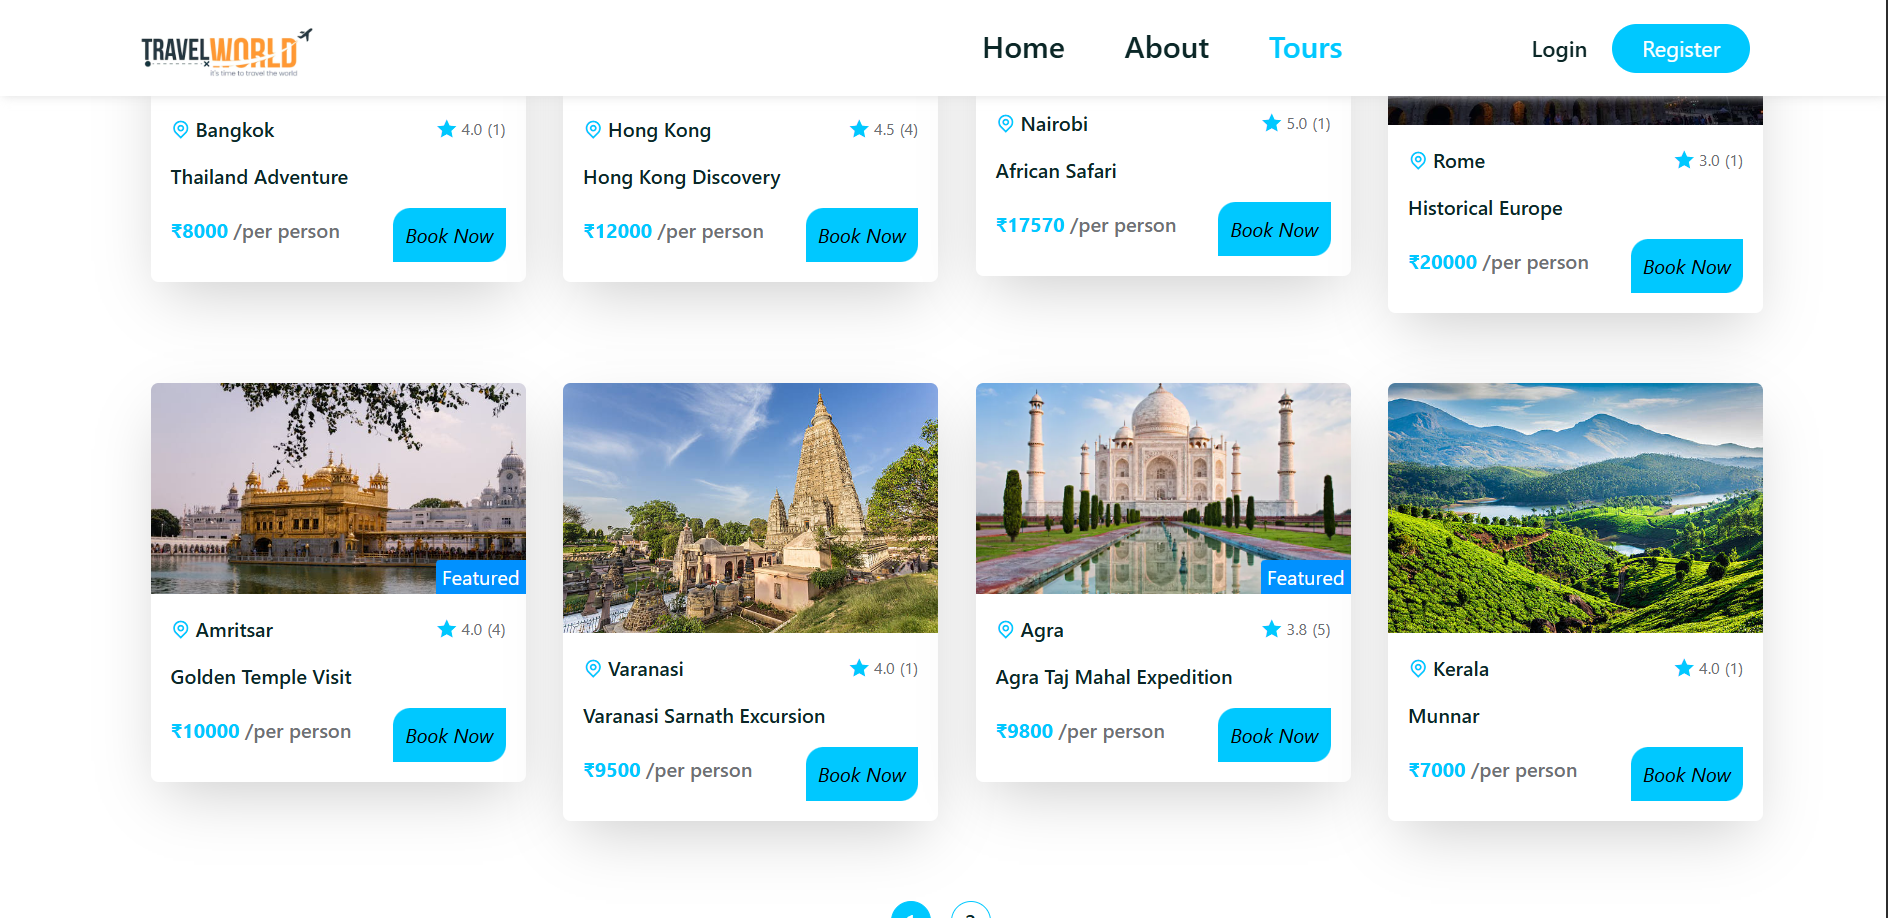 TRAVELWORLD
It's time to travel the world
Home
About
Tours
Login
Register
Bangkok
4.0 (1)
Thailand Adventure
₹8000 /per person
Book Now
Hong Kong
4.5 (4)
Hong Kong Discovery
₹12000 /per person
Book Now
Nairobi
5.0 (1)
African Safari
₹17570 /per person
Book Now
Rome
3.0 (1)
Historical Europe
₹20000 /per person
Book Now
Featured
Amritsar
4.0 (4)
Golden Temple Visit
₹10000 /per person
Book Now
Varanasi
4.0 (1)
Varanasi Sarnath Excursion
₹9500 /per person
Book Now
Featured
Agra
3.8 (5)
Agra Taj Mahal Expedition
₹9800 /per person
Book Now
Kerala
4.0 (1)
Munnar
₹7000 /per person
Book Now